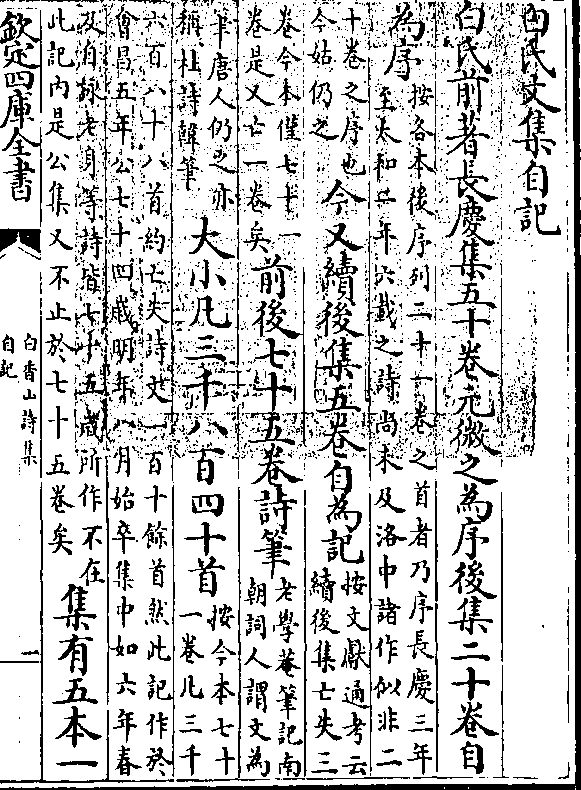 白氏文集自記
白氏前著長慶集五十卷元微之為序後集二十卷自
為序
按各本後序列二十一卷之首者乃序長慶三年
至太和二年六載之詩尚未及洛中諸作似非二
十卷之序也
今姑仍之
今又續後集五卷自為記
按文獻通考云
續後集亡失三
卷今本僅七十一
卷是又亡一卷矣
前後七十五卷詩筆
老學菴筆記南
朝詞人謂文為
筆唐人仍之亦
稱杜詩韓筆
大小凡三千八百四十首
按今本七十
一卷凡三千
六百八十八首約亡失詩文一百十餘首然此記作於
會昌五年公七十四歲明年八月始卒集中如六年春
及自詠老身等詩皆七十五歲所作不在
此記內是公集又不止於七十五卷矣
集有五本一
欽定四庫全書
白香山詩集
自記
一